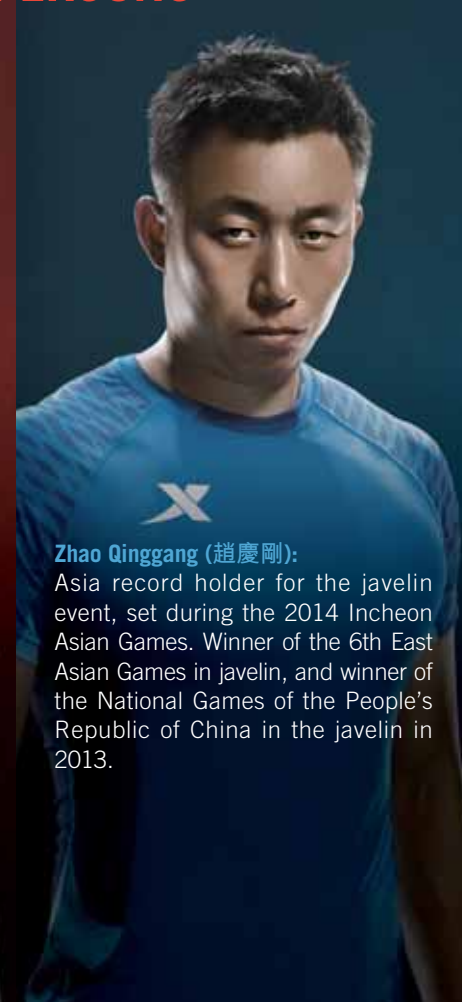 Zhao Qinggang (趙慶剛):
Asia record holder for the javelin
event, set during the 2014 Incheon
Asian Games. Winner of the 6th East
Asian Games in javelin, and winner of
the National Games of the People’s
Republic of China in the javelin in
2013.